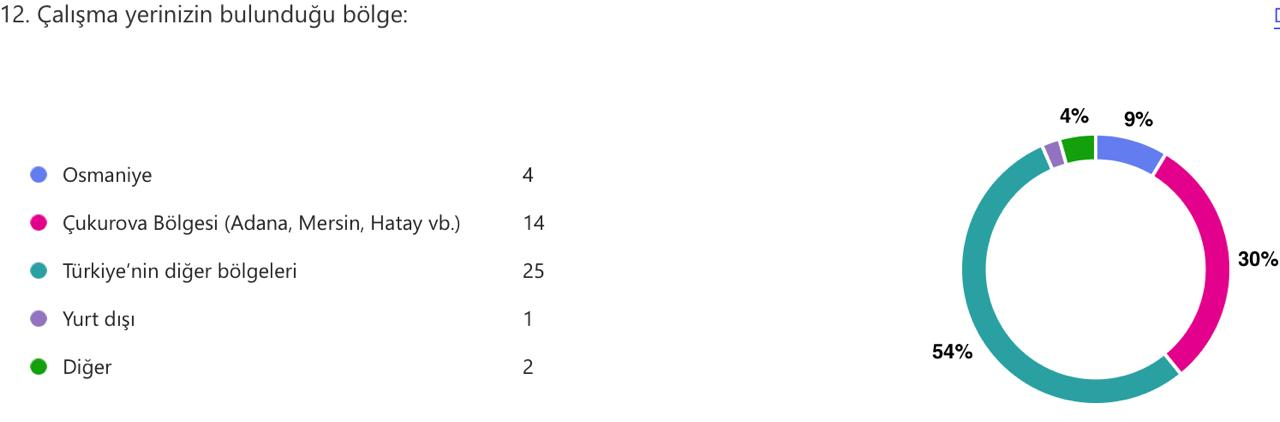 12. Çalışma yerinizin bulunduğu bölge:
4%
9%
Osmaniye 4
Çukurova Bölgesi (Adana, Mersin, Hatay vb.) 14
30%
Türkiye’nin diğer bölgeleri 25
Yurt dışı 1
54%
Diğer 2